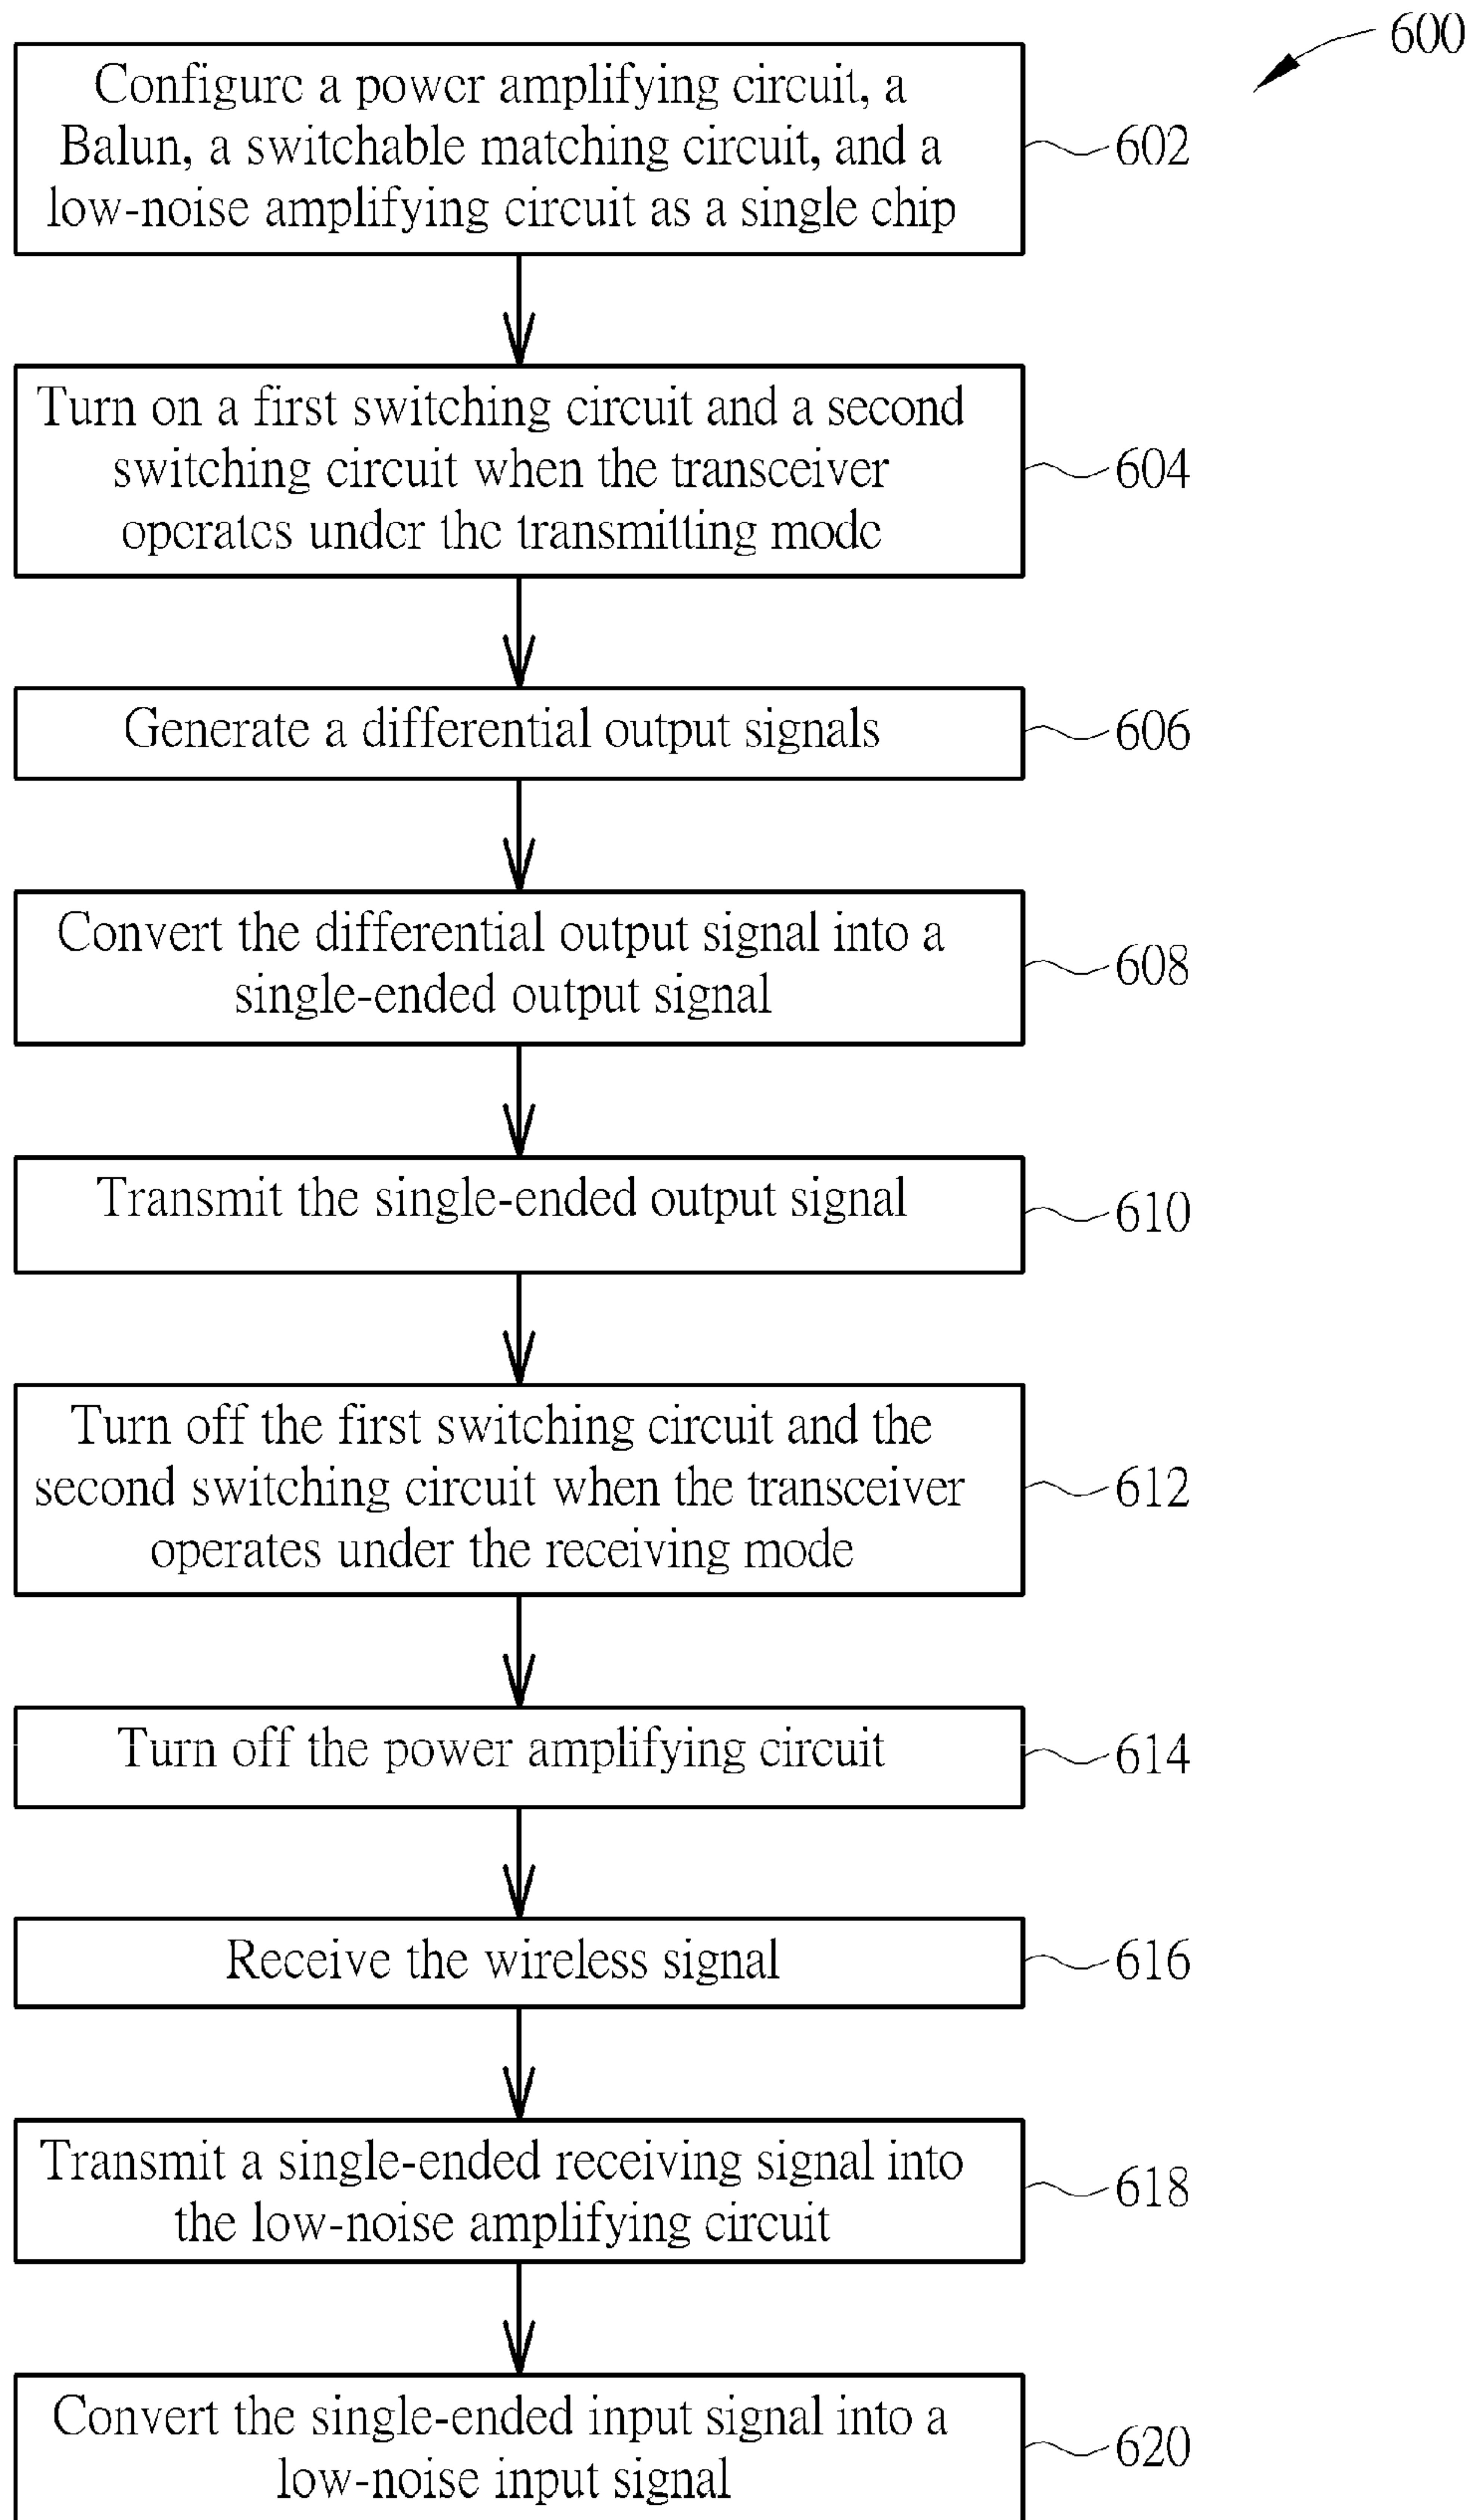 600
Configure a power amplifying circuit, a
Balun, a switchable matching circuit, and a
low-noise amplifying circuit as a single chip
602
Turn on a first switching circuit and a second
switching circuit when the transceiver
operates under the transmitting mode
604
Generate a differential output signals
606
Convert the differential output signal into a
single-ended output signal
608
Transmit the single-ended output signal
610
Turn off the first switching circuit and the
second switching circuit when the transceiver
operates under the receiving mode
612
Turn off the power amplifying circuit
614
Receive the wireless signal
616
Transmit a single-ended receiving signal into
the low-noise amplifying circuit
618
Convert the single-ended input signal into a
low-noise input signal
620